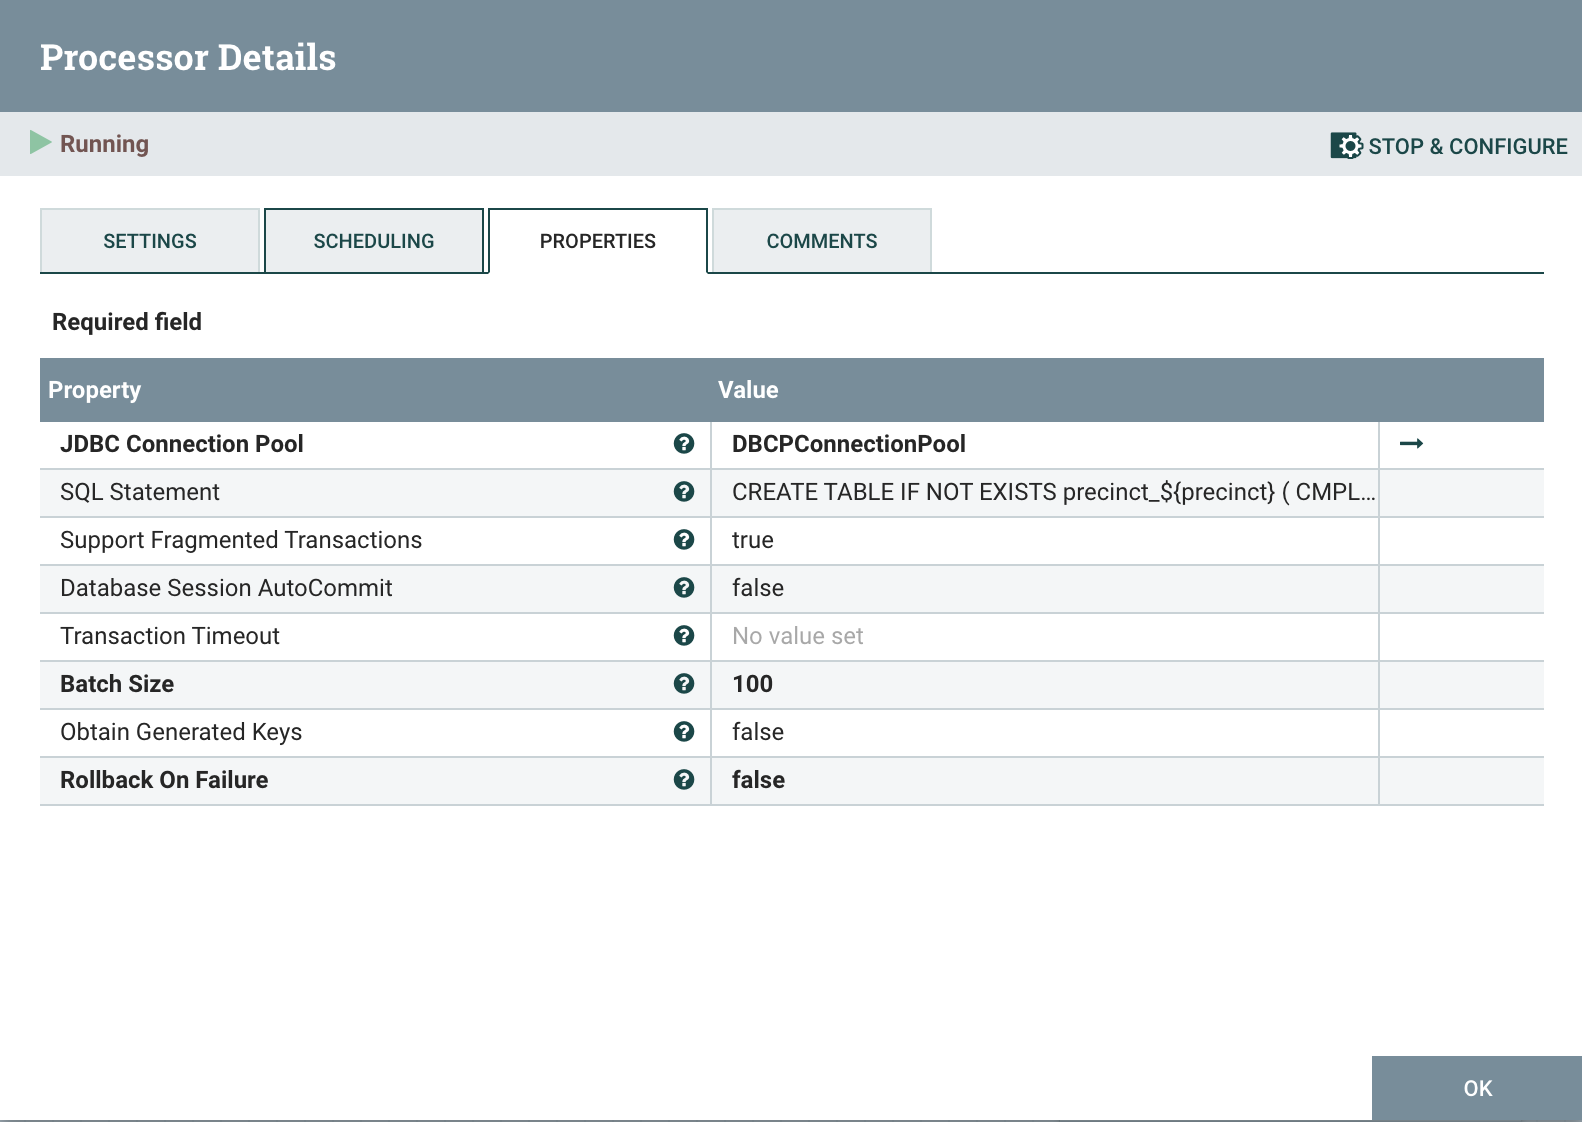 Processor Details
Running
STOP & CONFIGURE
SETTINGS SCHEDULING PROPERTIES COMMENTS
Required field
Property Value
JDBC Connection Pool ? DBCPConnectionPool
SQL Statement ? CREATE TABLE IF NOT EXISTS precinct_${precinct} ( CMPL...
Support Fragmented Transactions ? true
Database Session AutoCommit ? false
Transaction Timeout ? No value set
Batch Size ? 100
Obtain Generated Keys ? false
Rollback On Failure ? false
OK